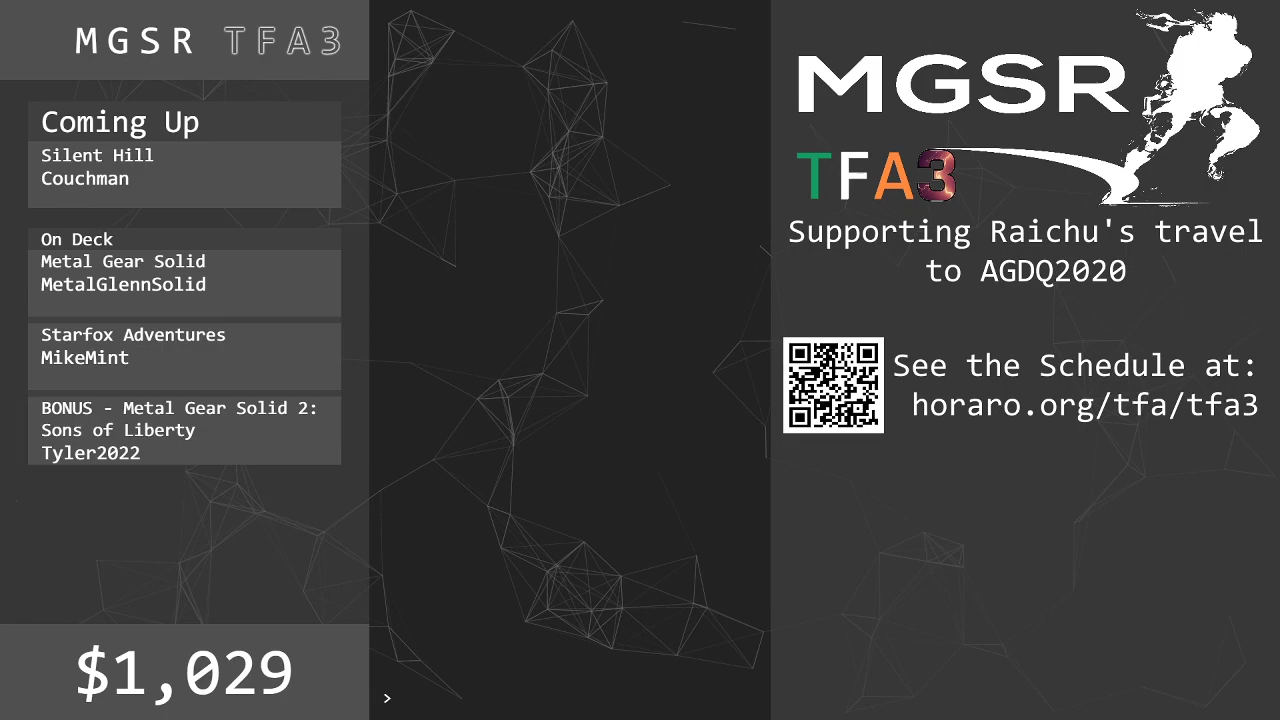 MGSR TFA3
Coming Up
Silent Hill
Couchman
On Deck
Metal Gear Solid
MetalGlennSolid
Starfox Adventures
MikeMint
BONUS - Metal Gear Solid 2:
Sons of Liberty
Tyler2022
$1,029
>
MGSR
TFA3
Supporting Raichu's travel
to AGDQ2020
See the Schedule at:
horaro.org/tfa/tfa3